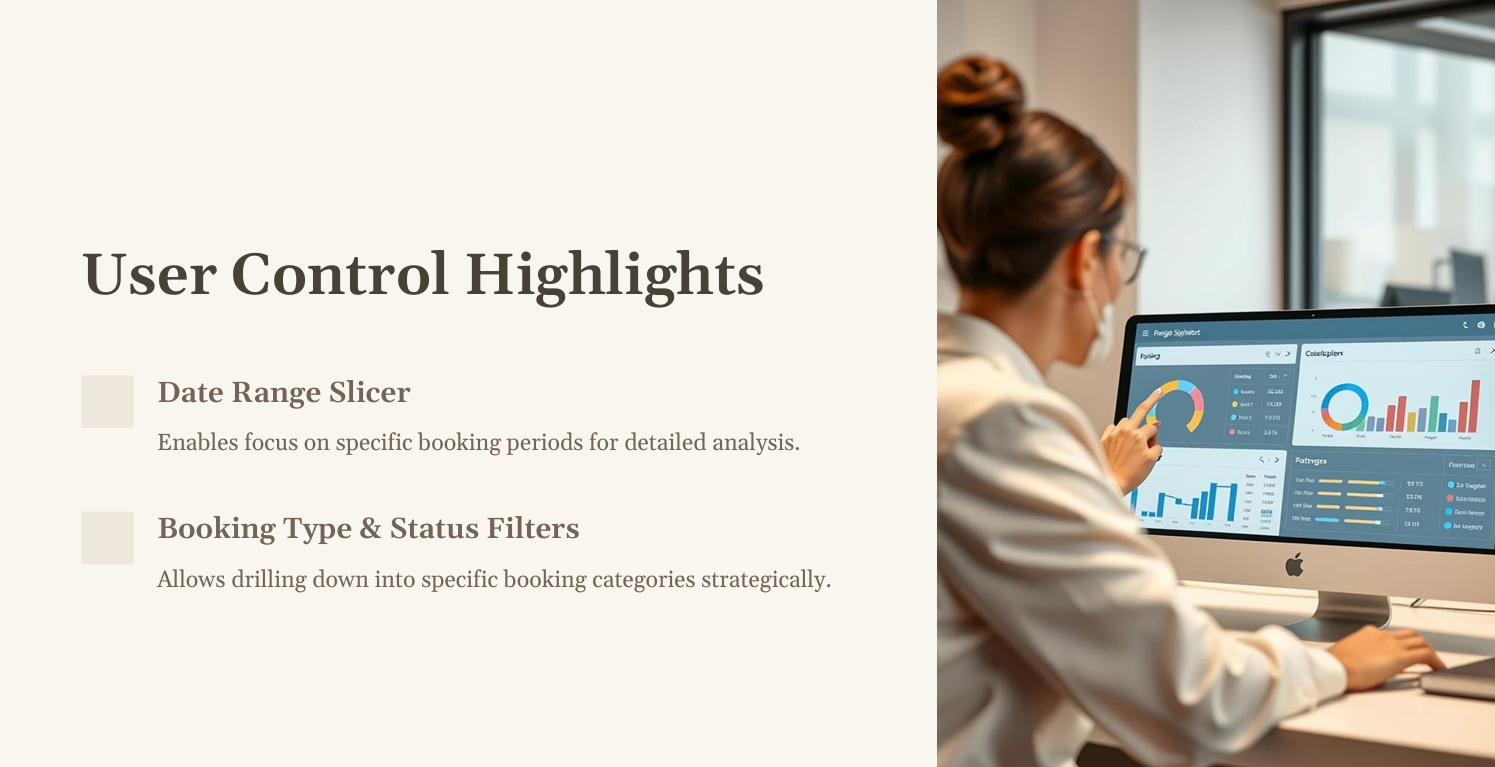 User Control Highlights
Date Range Slicer
Enables focus on specific booking periods for detailed analysis.
Booking Type & Status Filters
Allows drilling down into specific booking categories strategically.